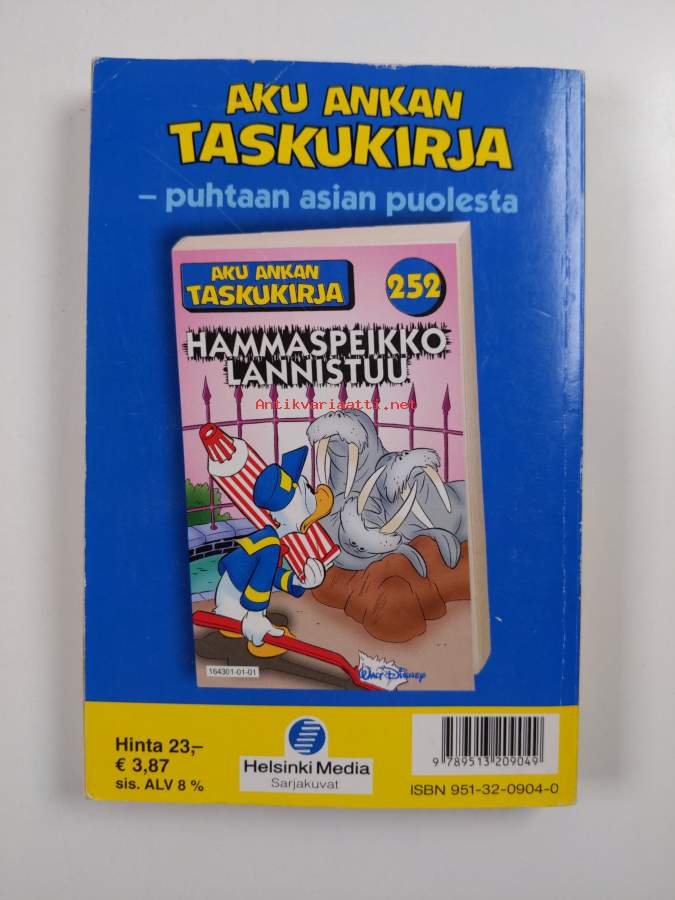 AKU ANKAN
TASKUKIRJA
– puhtaan asian puolesta
AKU ANKAN
TASKUKIRJA
252
HAMMASPEIKKO
LANNISTUU
Antikvariaatti.net
164301-01-01
WALT DISNEY
Hinta 23,–
€ 3,87
sis. ALV 8 %
Helsinki Media
Sarjakuvat
9 789513 209049
ISBN 951-32-0904-0